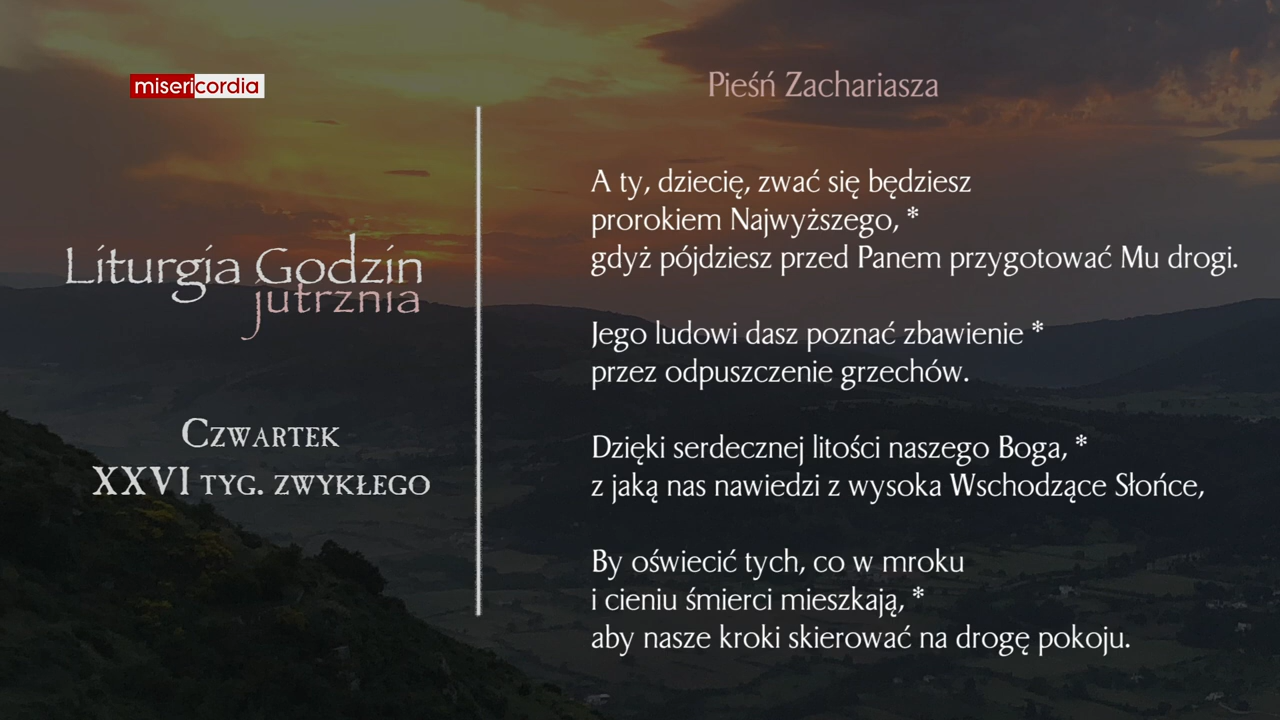 misericordia
Liturgia Godzin
jutrznia
Czwartek
XXVI tyg. zwykłego
Pieśń Zachariasza
A ty, dziecię, zwać się będziesz
prorokiem Najwyższego, *
gdyż pójdziesz przed Panem przygotować Mu drogi.
Jego ludowi dasz poznać zbawienie *
przez odpuszczenie grzechów.
Dzięki serdecznej litości naszego Boga, *
z jaką nas nawiedzi z wysoka Wschodzące Słońce,
By oświecić tych, co w mroku
i cieniu śmierci mieszkają, *
aby nasze kroki skierować na drogę pokoju.